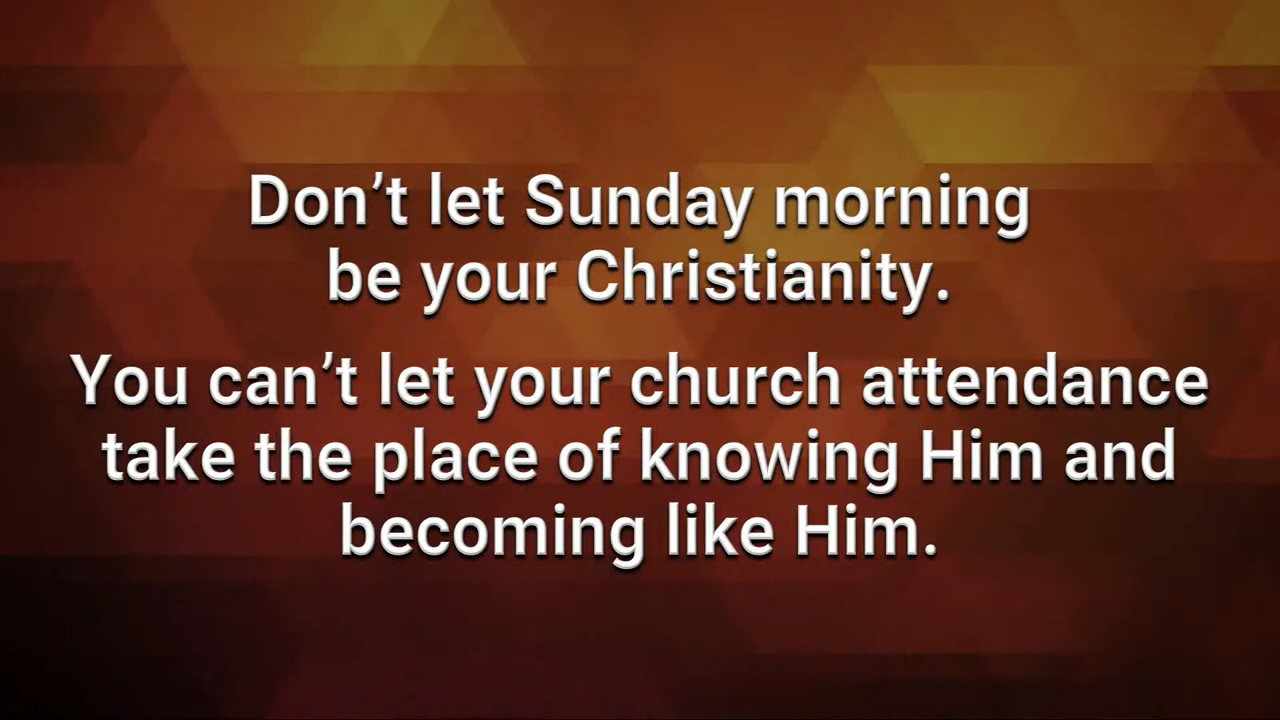 Don’t let Sunday morning
be your Christianity.
You can’t let your church attendance
take the place of knowing Him and
becoming like Him.